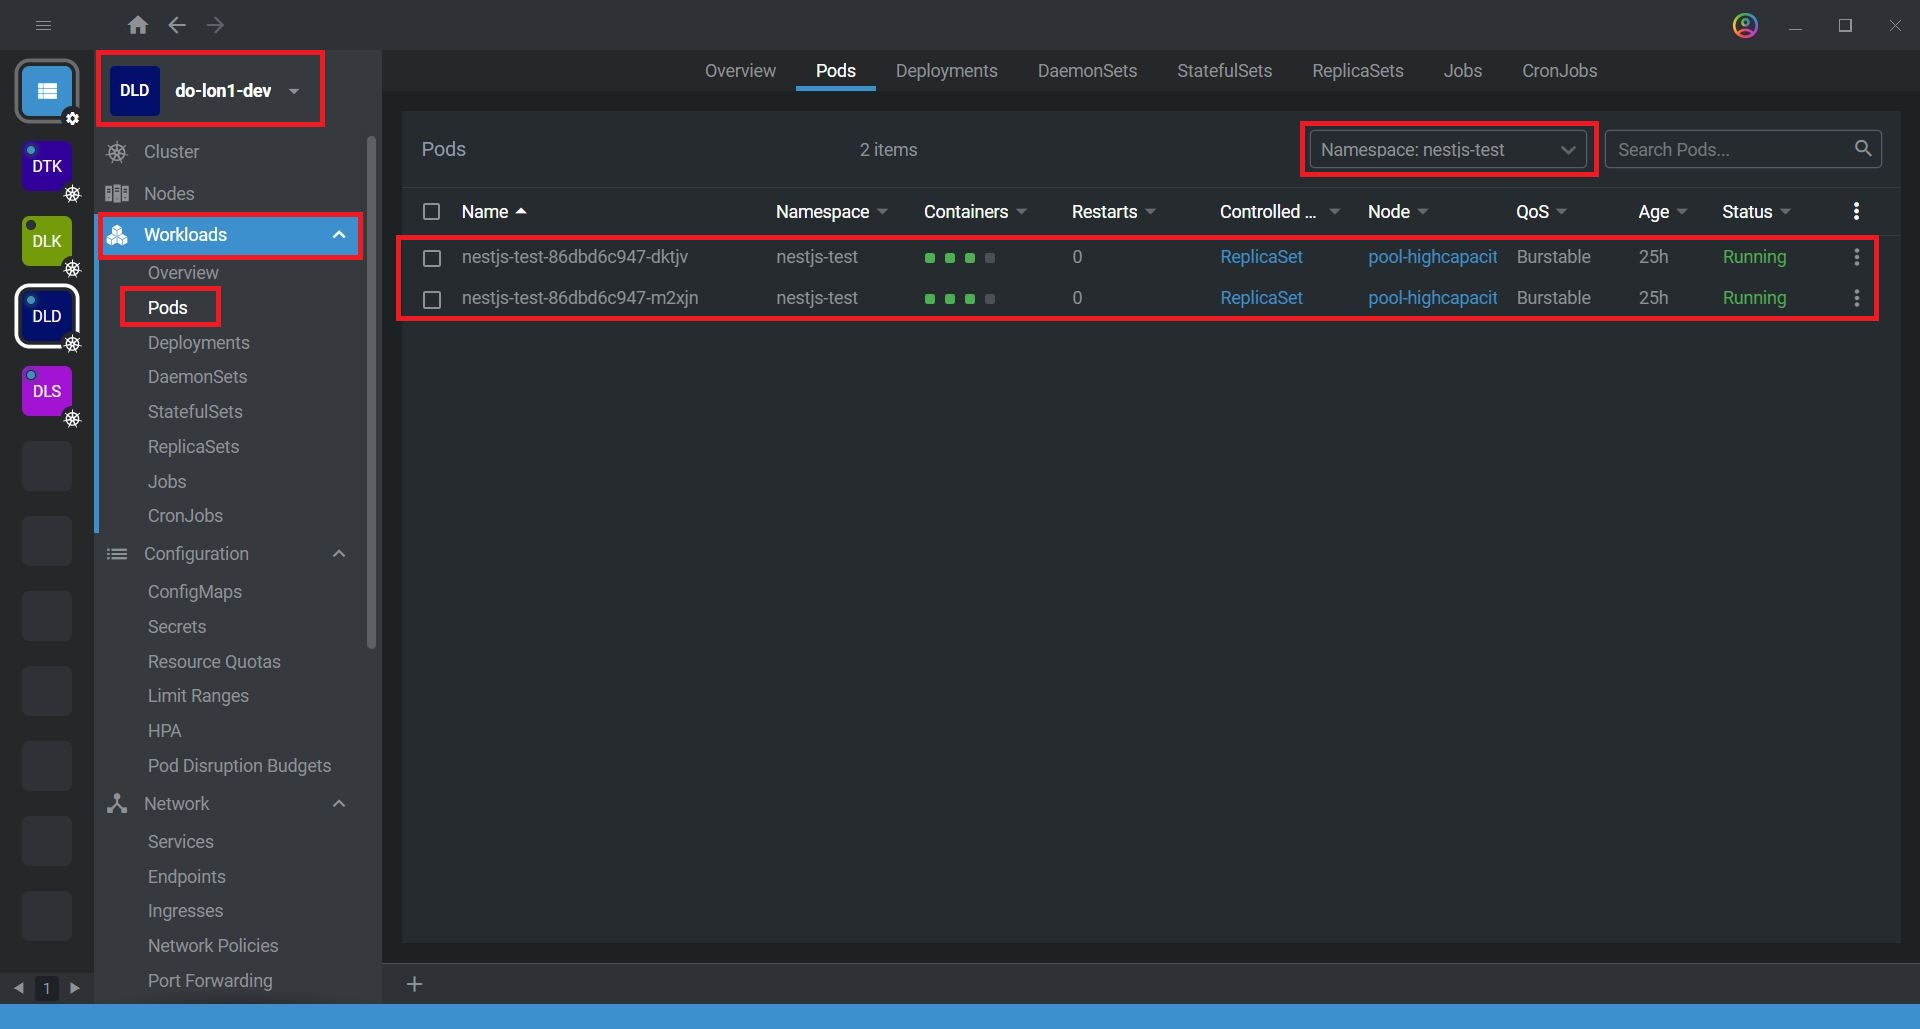 DLD do-lon1-dev
DTK
DLK
DLD
DLS
1
Cluster
Nodes
Workloads
Overview
Pods
Deployments
DaemonSets
StatefulSets
ReplicaSets
Jobs
CronJobs
Configuration
ConfigMaps
Secrets
Resource Quotas
Limit Ranges
HPA
Pod Disruption Budgets
Network
Services
Endpoints
Ingresses
Network Policies
Port Forwarding
Overview Pods Deployments DaemonSets StatefulSets ReplicaSets Jobs CronJobs
Pods 2 items Namespace: nestjs-test Search Pods...
Name Namespace Containers Restarts Controlled ... Node QoS Age Status
nestjs-test-86dbd6c947-dktjv nestjs-test 0 ReplicaSet pool-highcapacit Burstable 25h Running
nestjs-test-86dbd6c947-m2xjn nestjs-test 0 ReplicaSet pool-highcapacit Burstable 25h Running